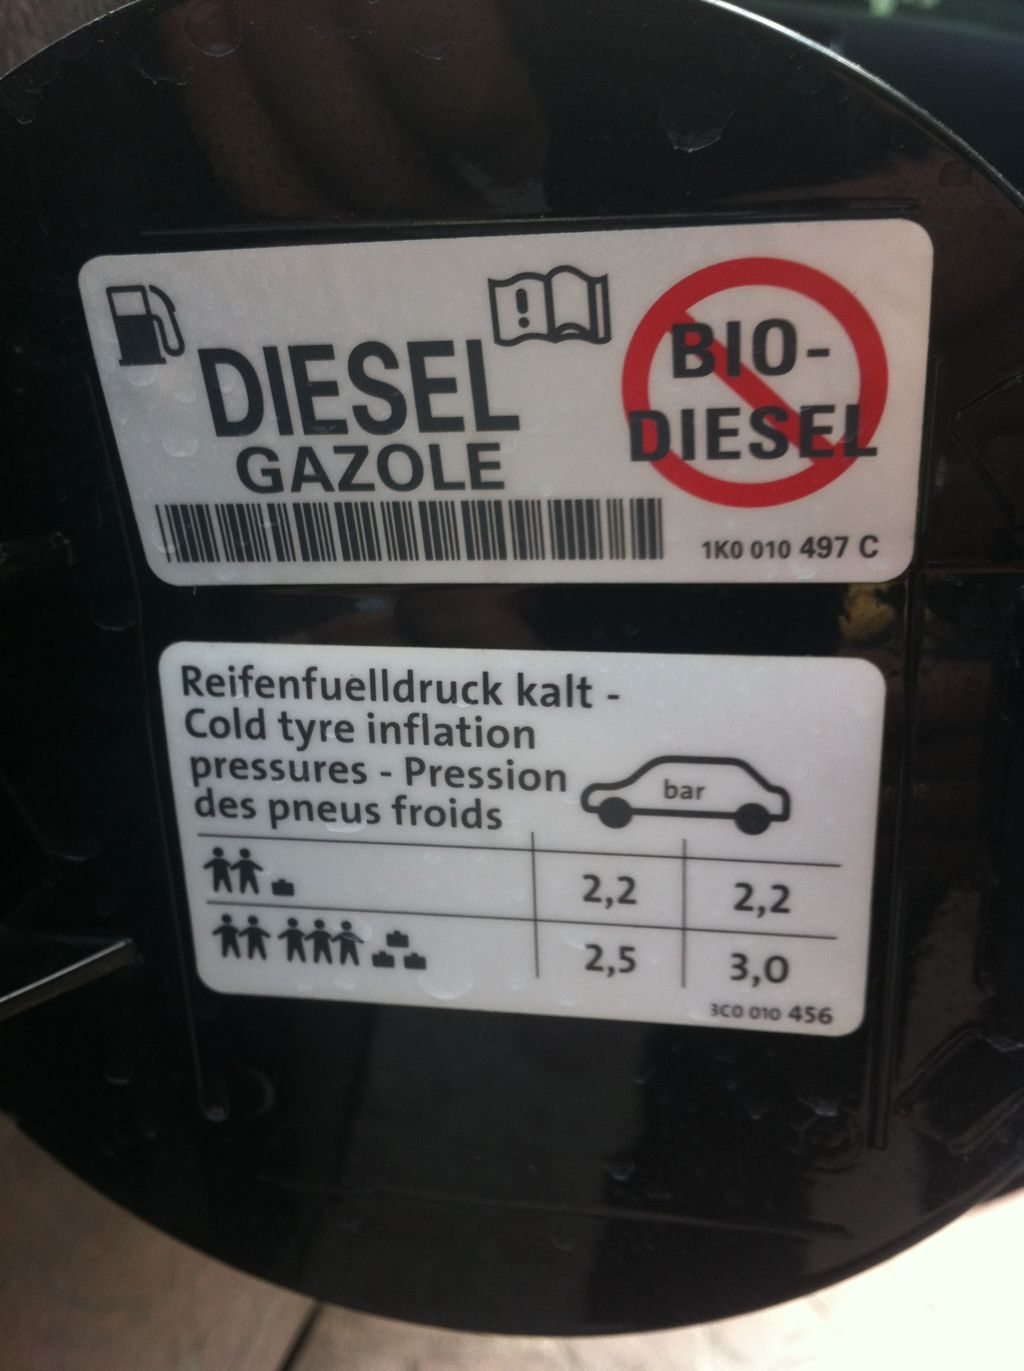 DIESEL
GAZOLE
BIO-
DIESEL
1K0 010 497 C
Reifenfuelldruck kalt -
Cold tyre inflation
pressures - Pression
des pneus froids
bar
2,2 2,2
2,5 3,0
3C0 010 456